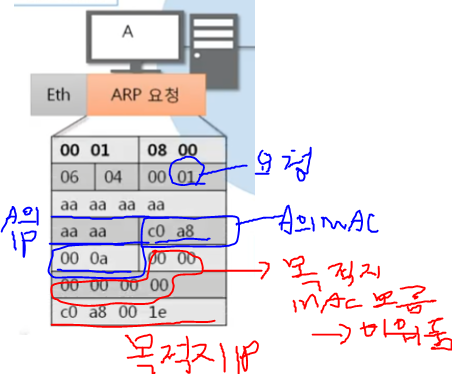 A
Eth ARP 요청
00 01 08 00
06 04 00 01
요청
aa aa aa aa
A의 IP
aa aa c0 a8
A의 MAC
00 0a 00 00
목적지
MAC 모름
→ 비워둠
00 00 00 00
c0 a8 00 1e
목적지 IP